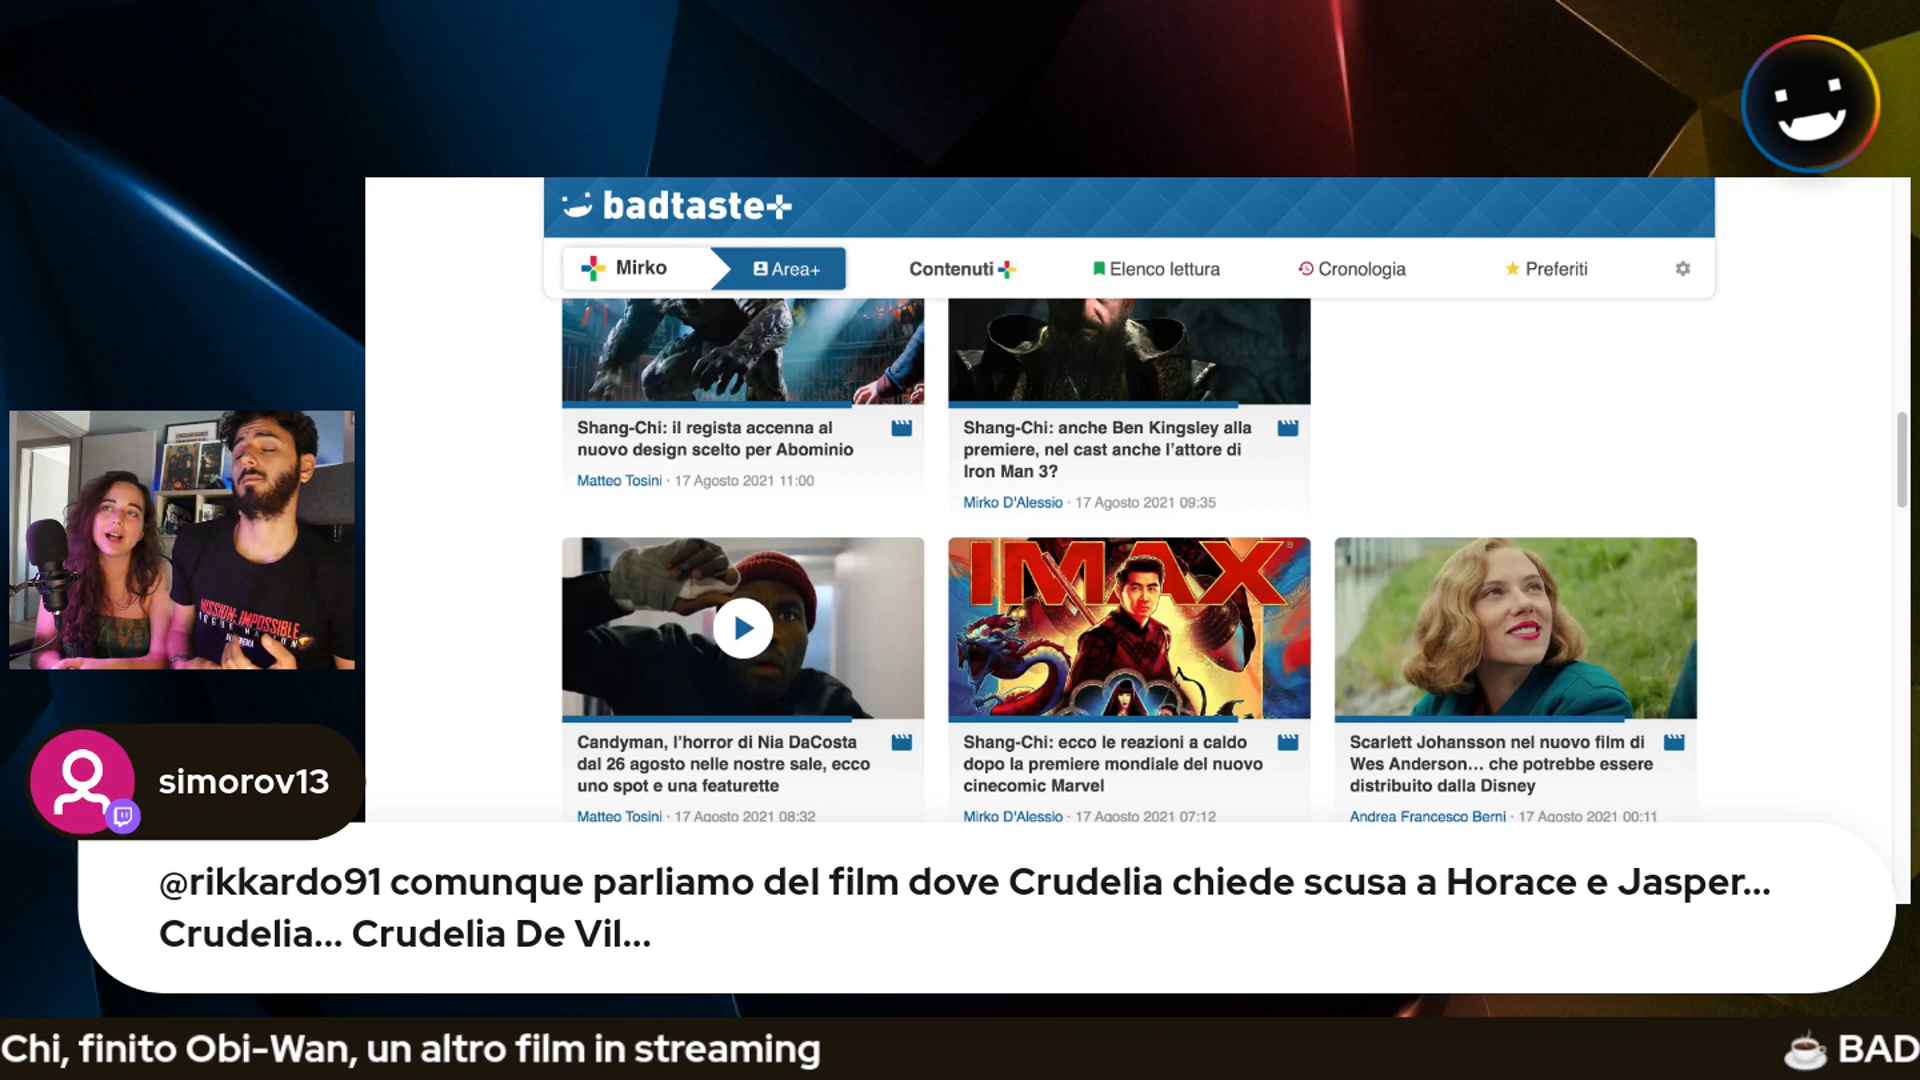 badtaste+
Mirko
Area+
Contenuti
Elenco lettura
Cronologia
Preferiti
Shang-Chi: il regista accenna al
nuovo design scelto per Abominio
Matteo Tosini · 17 Agosto 2021 11:00
Shang-Chi: anche Ben Kingsley alla
premiere, nel cast anche l'attore di
Iron Man 3?
Mirko D'Alessio · 17 Agosto 2021 09:35
MISSION: IMPOSSIBLE
IMAX
Candyman, l'horror di Nia DaCosta
dal 26 agosto nelle nostre sale, ecco
uno spot e una featurette
Matteo Tosini · 17 Agosto 2021 08:32
Shang-Chi: ecco le reazioni a caldo
dopo la premiere mondiale del nuovo
cinecomic Marvel
Mirko D'Alessio · 17 Agosto 2021 07:12
Scarlett Johansson nel nuovo film di
Wes Anderson... che potrebbe essere
distribuito dalla Disney
Andrea Francesco Berni · 17 Agosto 2021 00:11
simorov13
@rikkardo91 comunque parliamo del film dove Crudelia chiede scusa a Horace e Jasper...
Crudelia... Crudelia De Vil...
Chi, finito Obi-Wan, un altro film in streaming
BAD